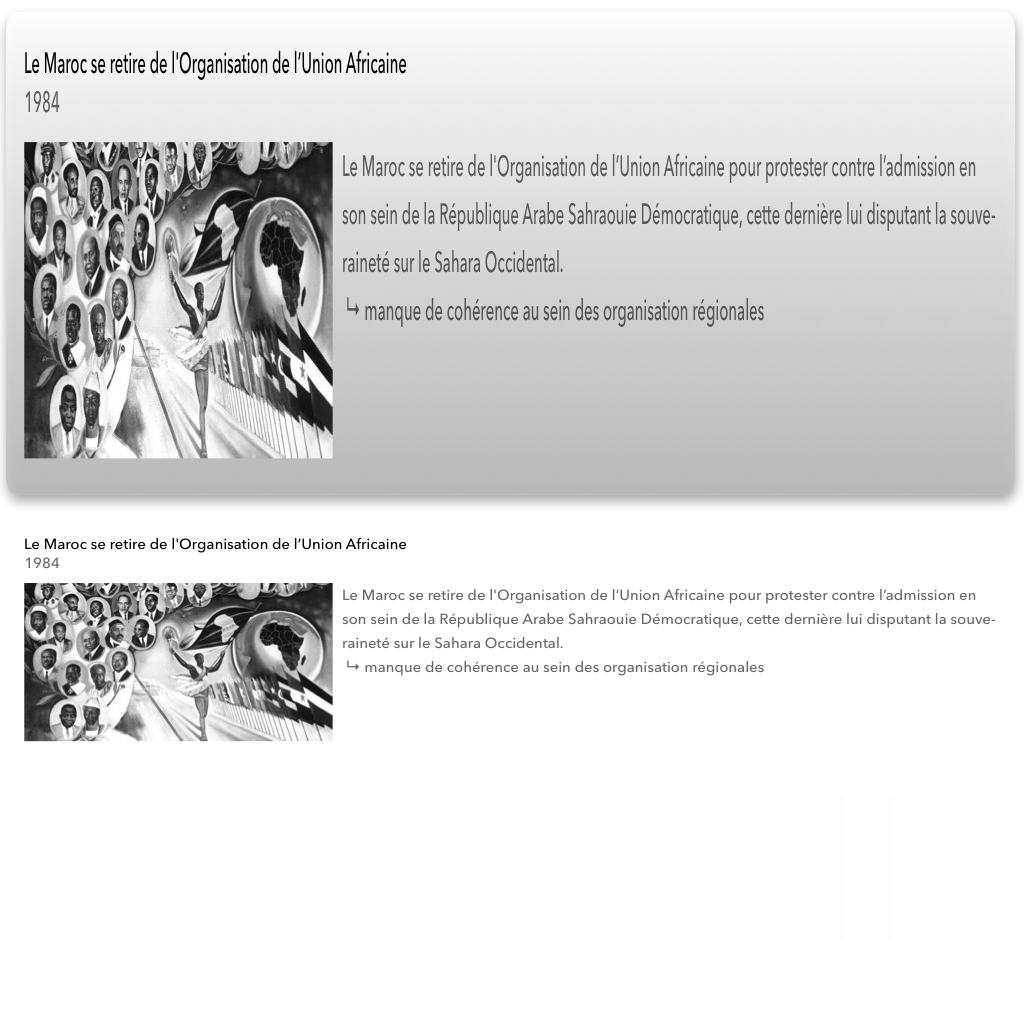 Le Maroc se retire de l'Organisation de l’Union Africaine
1984
Le Maroc se retire de l'Organisation de l’Union Africaine pour protester contre l’admission en
son sein de la République Arabe Sahraouie Démocratique, cette dernière lui disputant la souve-
raineté sur le Sahara Occidental.
↳ manque de cohérence au sein des organisation régionales
Le Maroc se retire de l'Organisation de l’Union Africaine
1984
Le Maroc se retire de l'Organisation de l’Union Africaine pour protester contre l’admission en
son sein de la République Arabe Sahraouie Démocratique, cette dernière lui disputant la souve-
raineté sur le Sahara Occidental.
↳ manque de cohérence au sein des organisation régionales